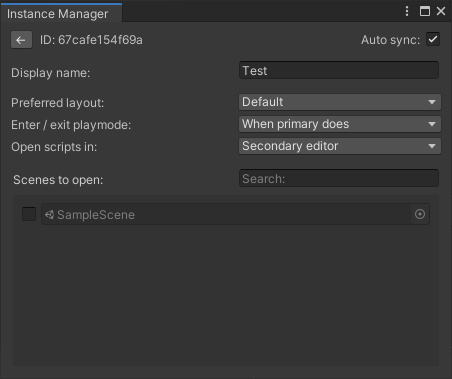 Instance Manager
ID: 67cafe154f69a Auto sync:
Display name: Test
Preferred layout: Default
Enter / exit playmode: When primary does
Open scripts in: Secondary editor
Scenes to open: Search:
SampleScene